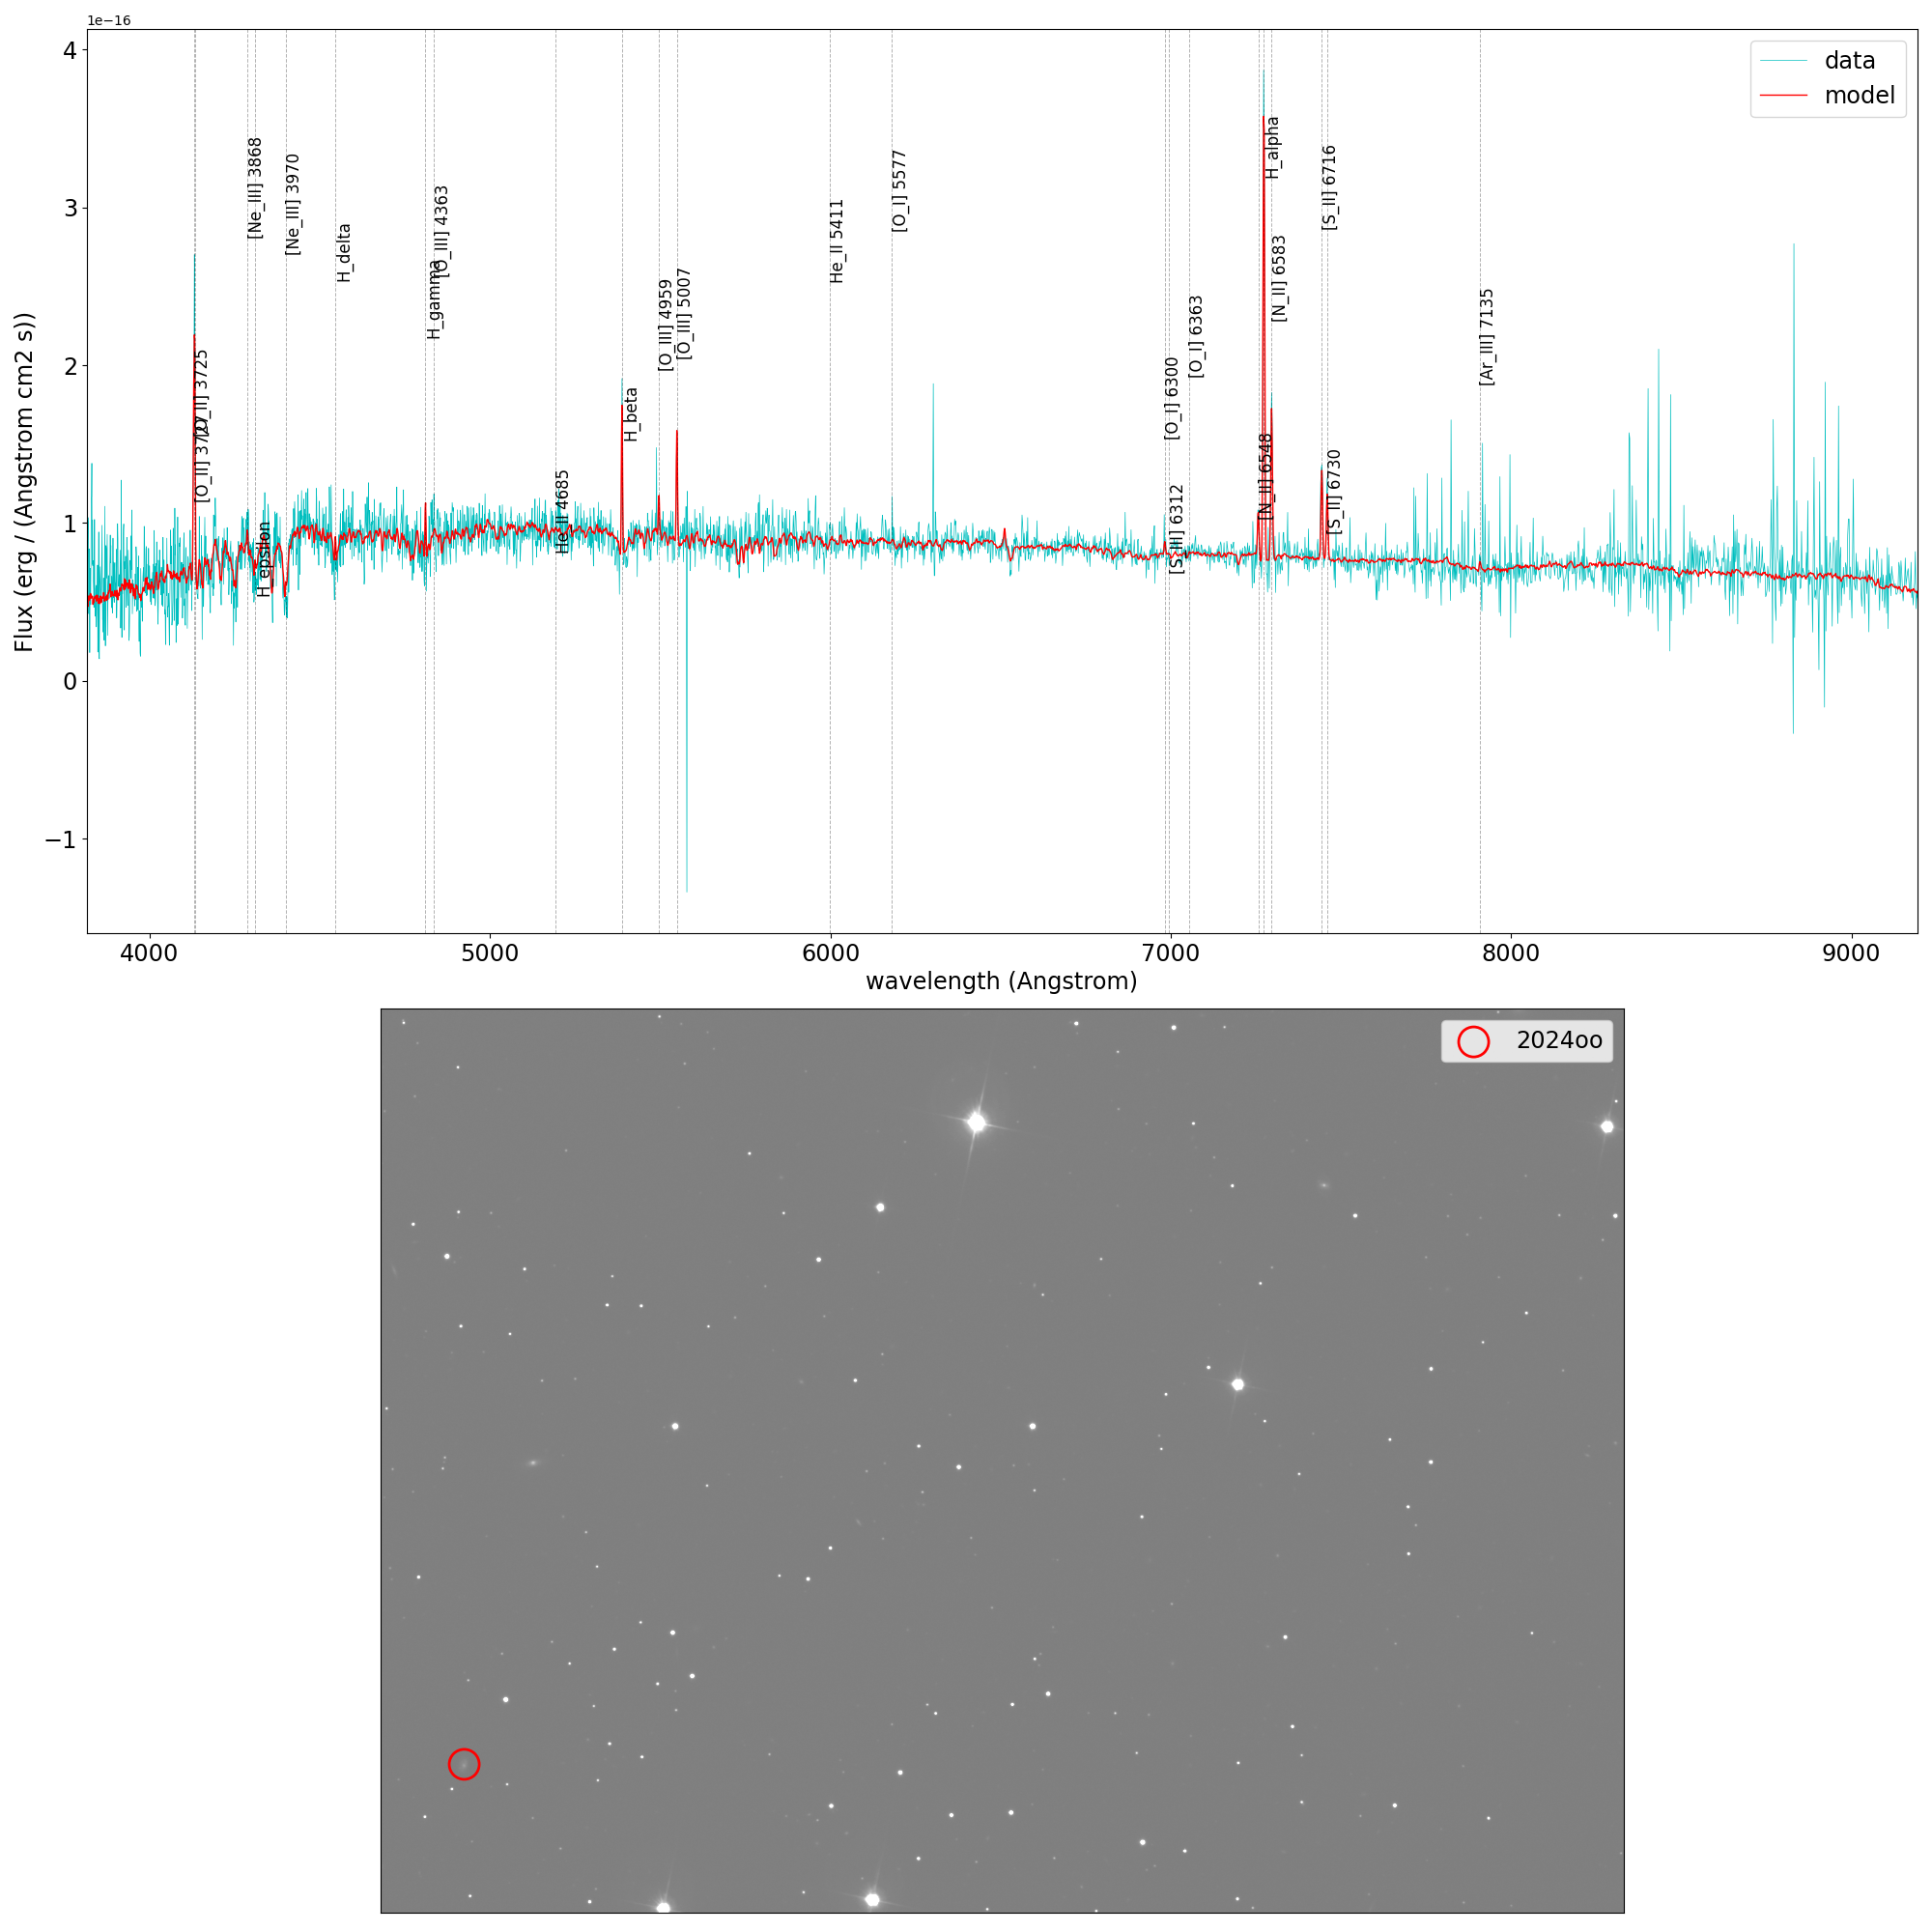 1e−16
data
model
Flux (erg / (Angstrom cm2 s))
4
3
2
1
0
−1
[O_II] 3727
[O_II] 3725
[Ne_III] 3868
H_epsilon
[Ne_III] 3970
H_delta
H_gamma
[O_III] 4363
He_II 4685
H_beta
[O_III] 4959
[O_III] 5007
He_II 5411
[O_I] 5577
[O_I] 6300
[S_III] 6312
[O_I] 6363
[N_II] 6548
H_alpha
[N_II] 6583
[S_II] 6716
[S_II] 6730
[Ar_III] 7135
4000 5000 6000 7000 8000 9000
wavelength (Angstrom)
2024oo